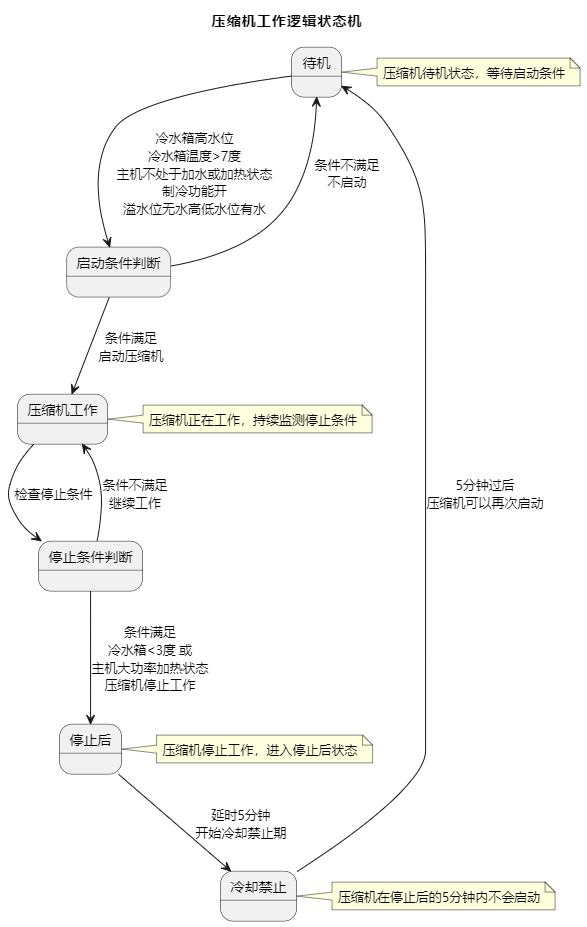 压缩机工作逻辑状态机
待机
压缩机待机状态，等待启动条件
冷水箱高水位
冷水箱温度>7度
主机不处于加水或加热状态
制冷功能开
溢水位无水高低水位有水
条件不满足
不启动
启动条件判断
条件满足
启动压缩机
压缩机工作
压缩机正在工作，持续监测停止条件
检查停止条件
条件不满足
继续工作
5分钟过后
压缩机可以再次启动
停止条件判断
条件满足
冷水箱<3度 或
主机大功率加热状态
压缩机停止工作
停止后
压缩机停止工作，进入停止后状态
延时5分钟
开始冷却禁止期
冷却禁止
压缩机在停止后的5分钟内不会启动